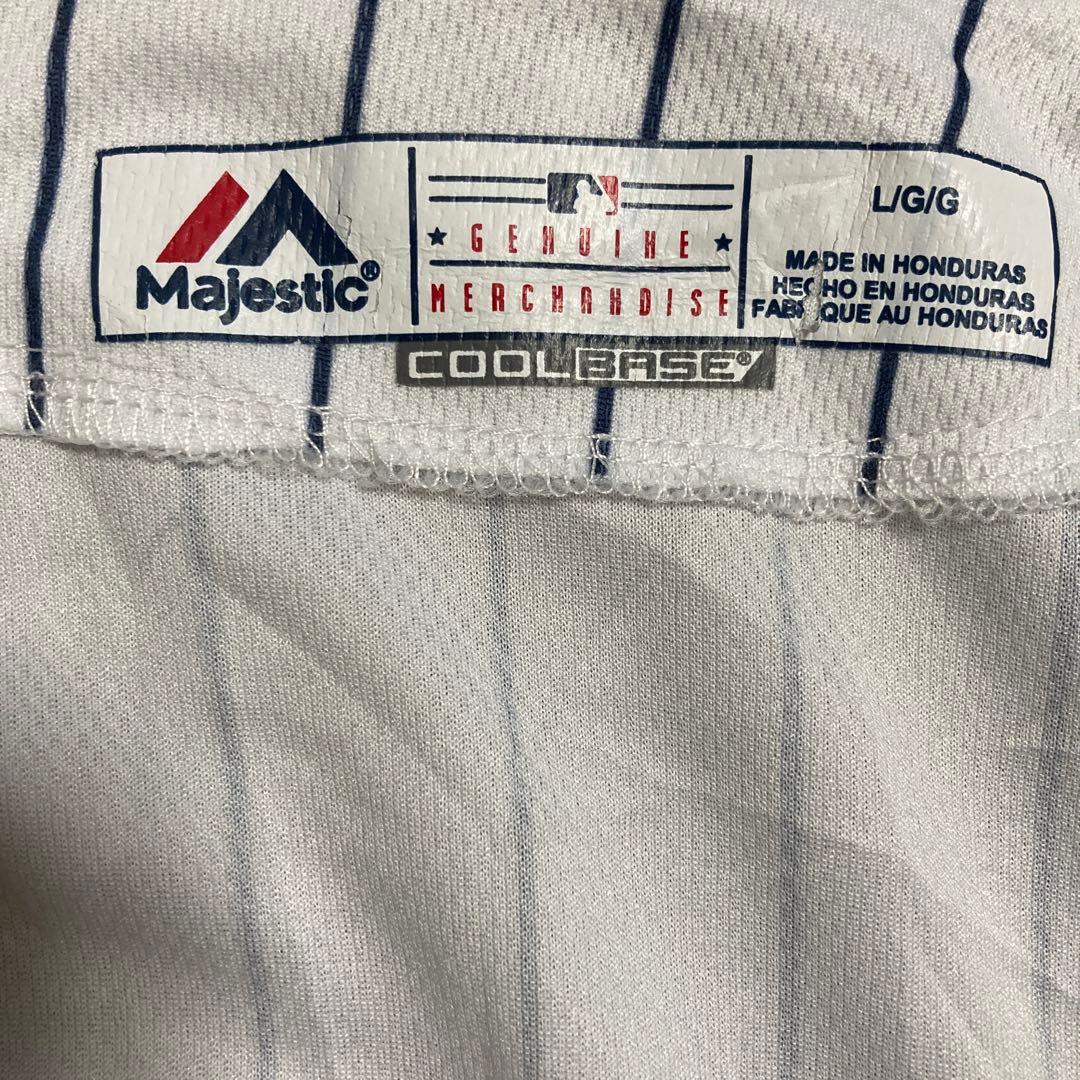 Majestic®
GENUINE
MERCHANDISE
COOLBASE®
L/G/G
MADE IN HONDURAS
HECHO EN HONDURAS
FABRIQUE AU HONDURAS